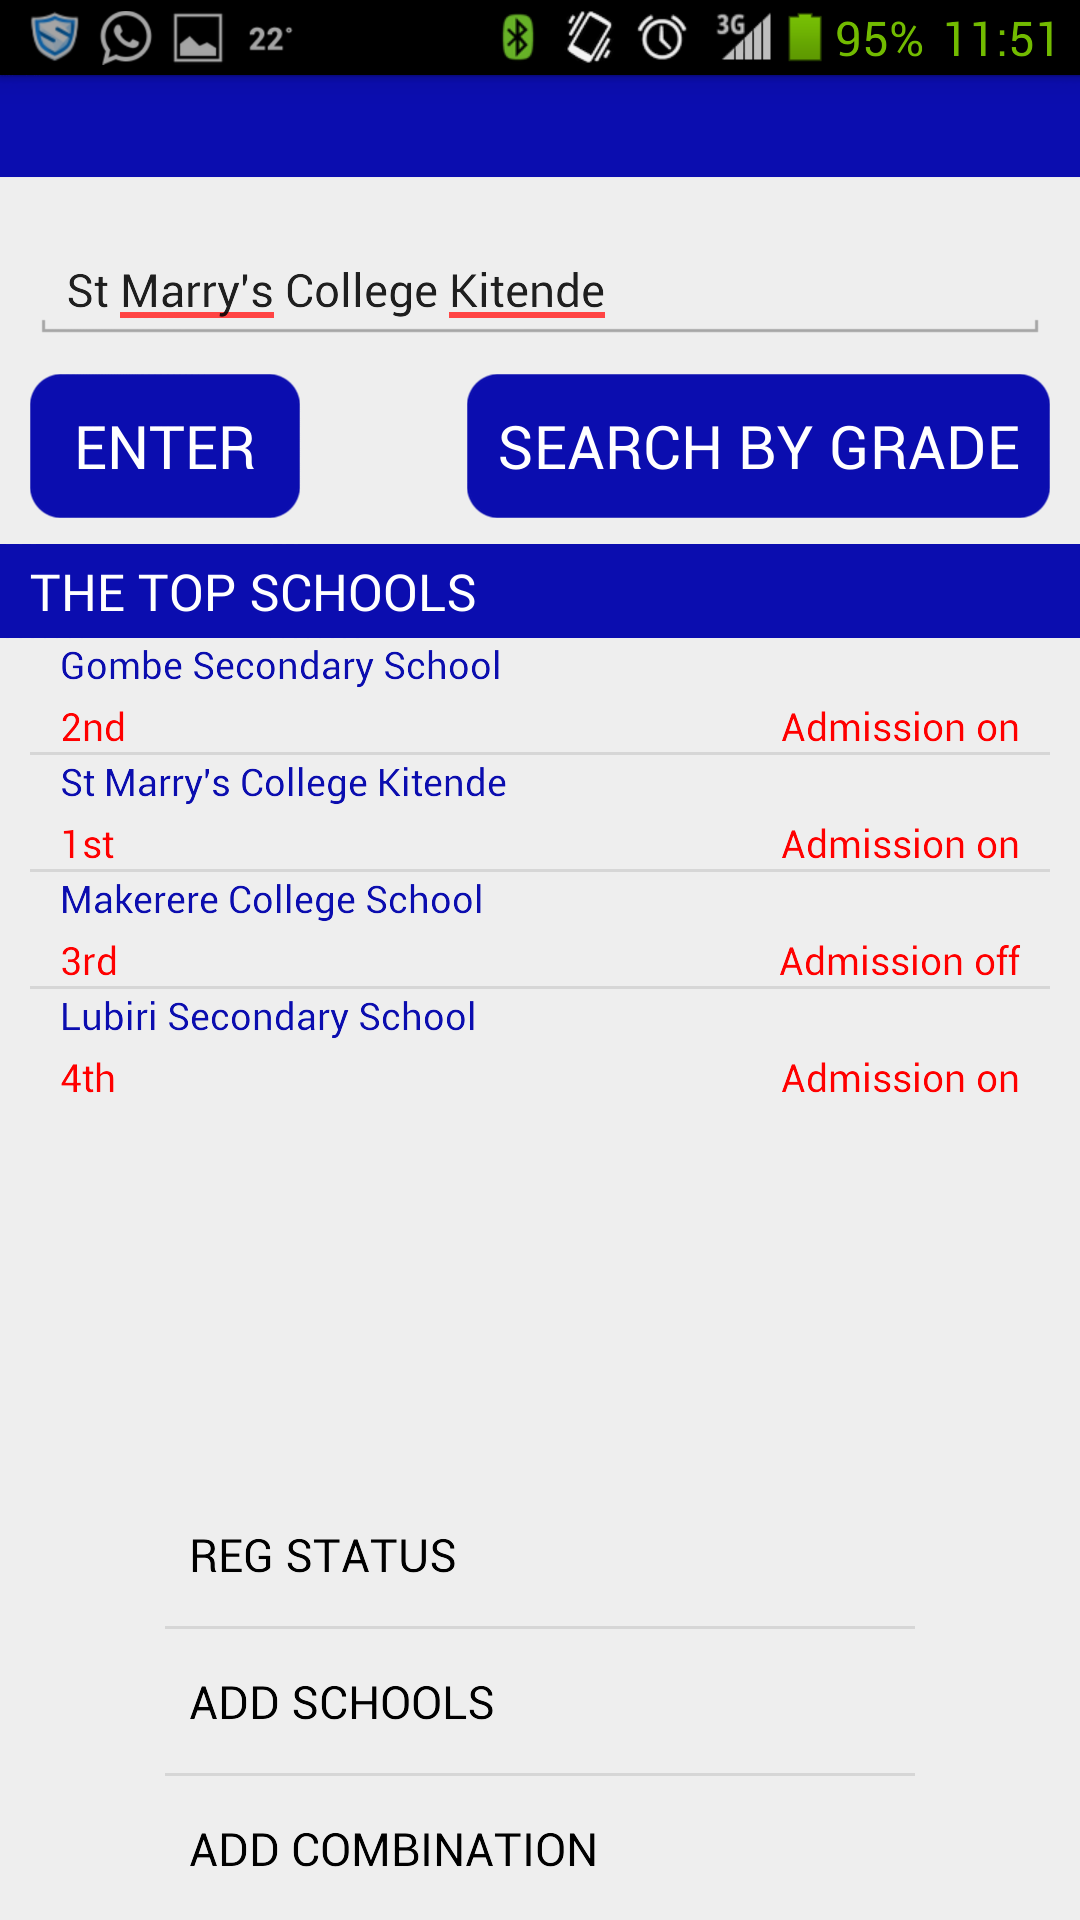 22°
3G
95% 11:51
St Marry's College Kitende
ENTER
SEARCH BY GRADE
THE TOP SCHOOLS
Gombe Secondary School
2nd Admission on
St Marry's College Kitende
1st Admission on
Makerere College School
3rd Admission off
Lubiri Secondary School
4th Admission on
REG STATUS
ADD SCHOOLS
ADD COMBINATION